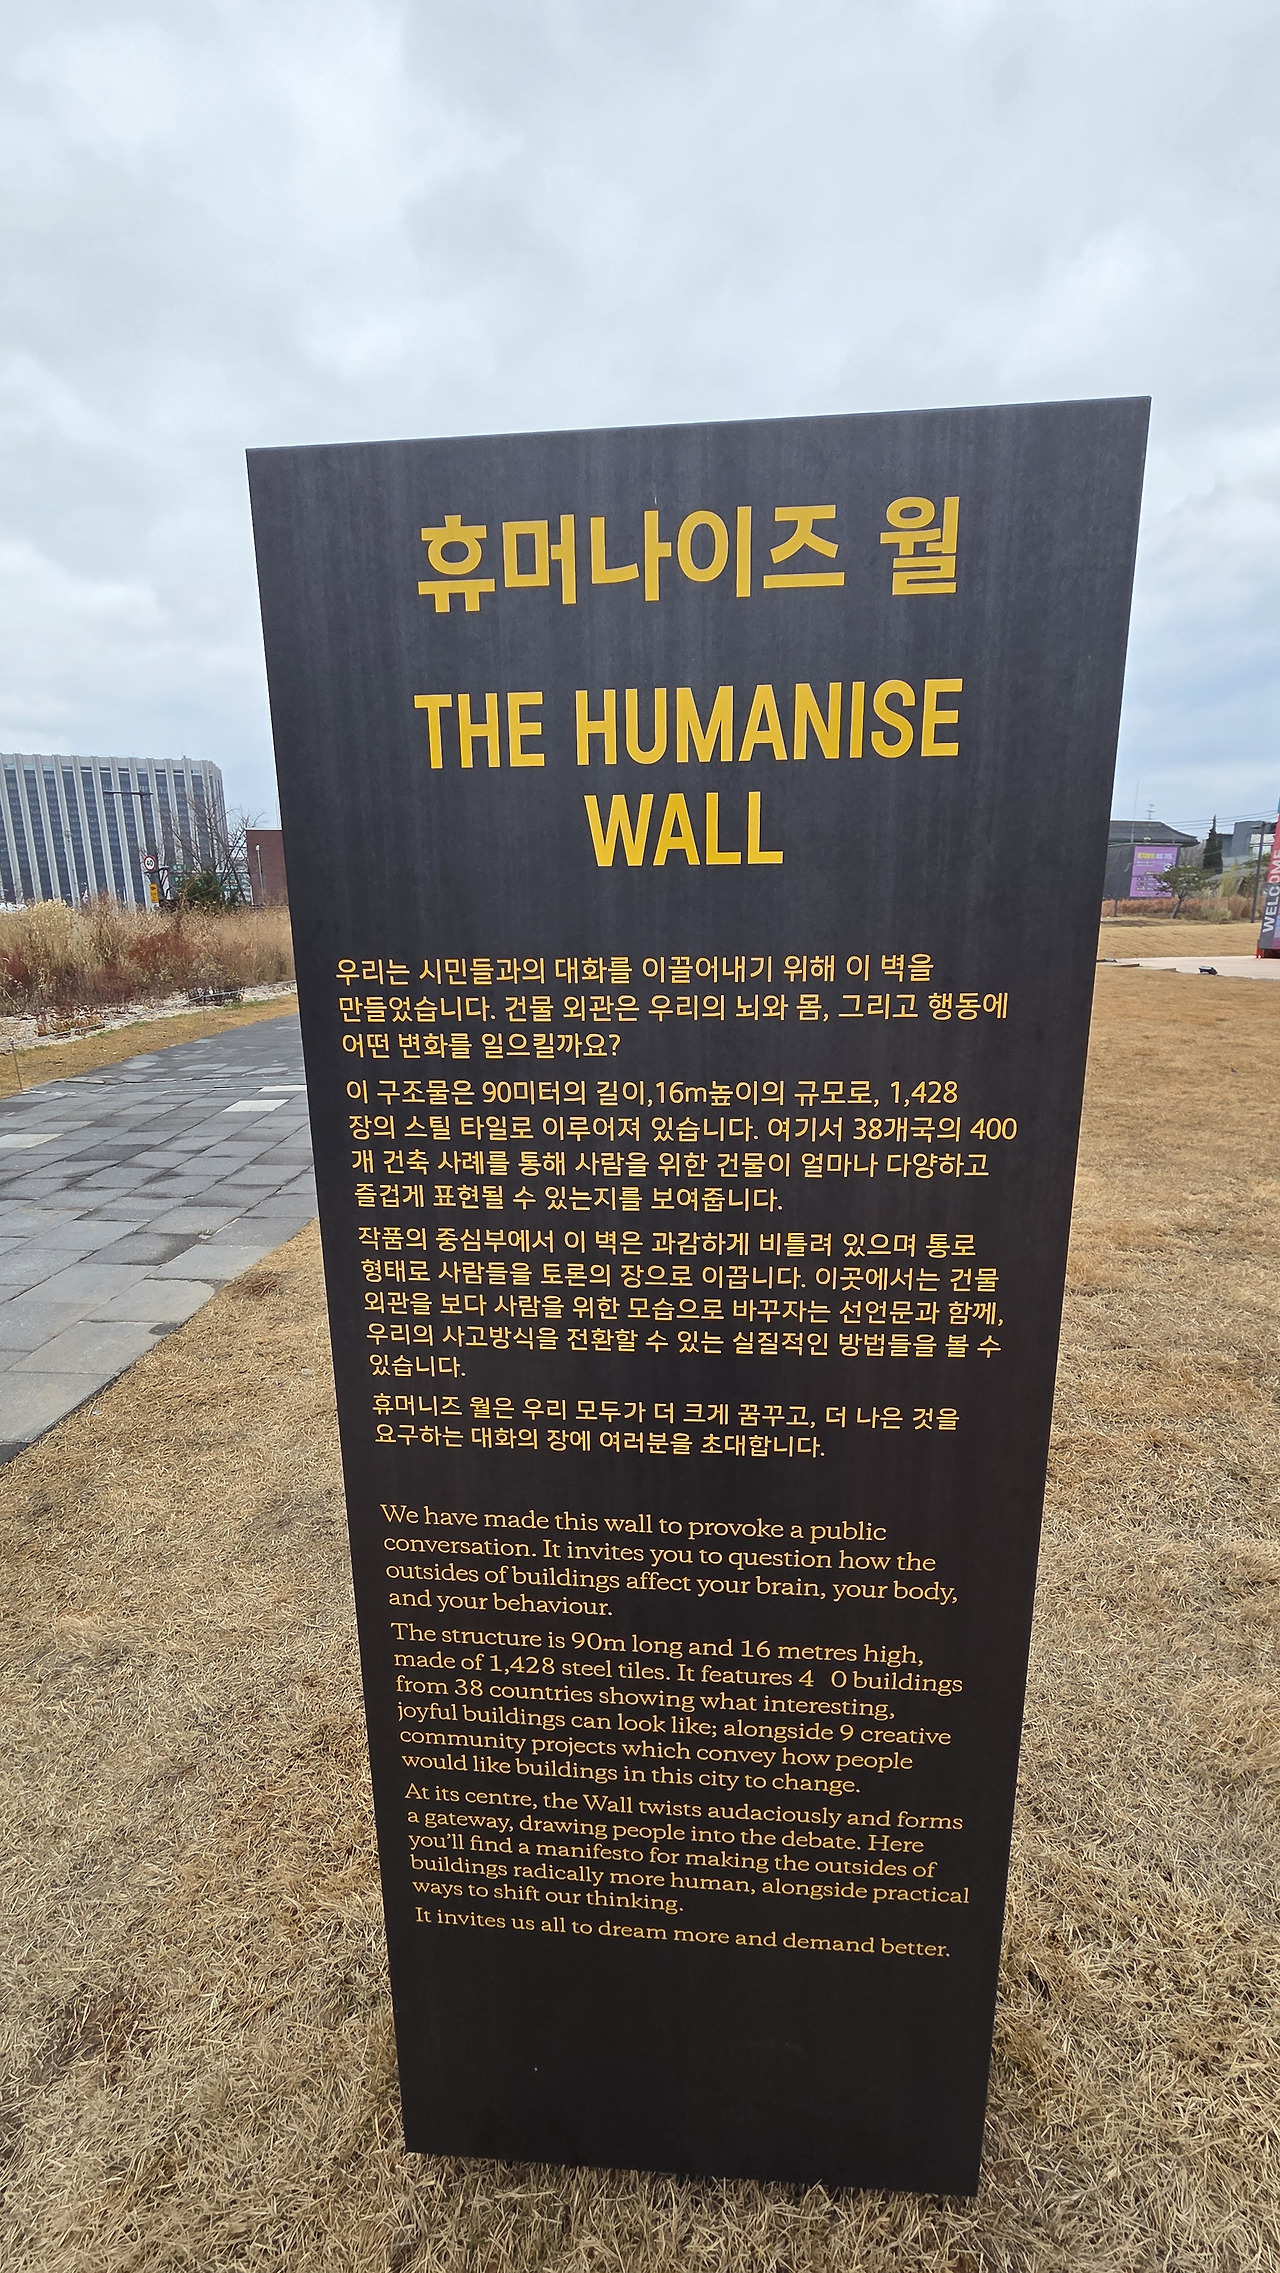 휴머나이즈 월
THE HUMANISE
WALL
우리는 시민들과의 대화를 이끌어내기 위해 이 벽을
만들었습니다. 건물 외관은 우리의 뇌와 몸, 그리고 행동에
어떤 변화를 일으킬까요?
이 구조물은 90미터의 길이,16m높이의 규모로, 1,428
장의 스틸 타일로 이루어져 있습니다. 여기서 38개국의 400
개 건축 사례를 통해 사람을 위한 건물이 얼마나 다양하고
즐겁게 표현될 수 있는지를 보여줍니다.
작품의 중심부에서 이 벽은 과감하게 비틀려 있으며 통로
형태로 사람들을 토론의 장으로 이끕니다. 이곳에서는 건물
외관을 보다 사람을 위한 모습으로 바꾸자는 선언문과 함께,
우리의 사고방식을 전환할 수 있는 실질적인 방법들을 볼 수
있습니다.
휴머니즈 월은 우리 모두가 더 크게 꿈꾸고, 더 나은 것을
요구하는 대화의 장에 여러분을 초대합니다.
We have made this wall to provoke a public
conversation. It invites you to question how the
outsides of buildings affect your brain, your body,
and your behaviour.
The structure is 90m long and 16 metres high,
made of 1,428 steel tiles. It features 4 0 buildings
from 38 countries showing what interesting,
joyful buildings can look like; alongside 9 creative
community projects which convey how people
would like buildings in this city to change.
At its centre, the Wall twists audaciously and forms
a gateway, drawing people into the debate. Here
you'll find a manifesto for making the outsides of
buildings radically more human, alongside practical
ways to shift our thinking.
It invites us all to dream more and demand better.
WELCOME